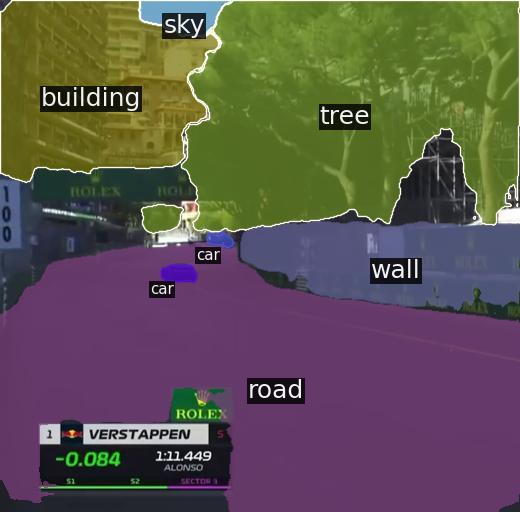 sky
building
tree
ROLEX
ROL
100
car
wall
car
road
ROLEX
1 VERSTAPPEN S
-0.084 1:11.449
ALONSO
S1 S2 SECTOR 3